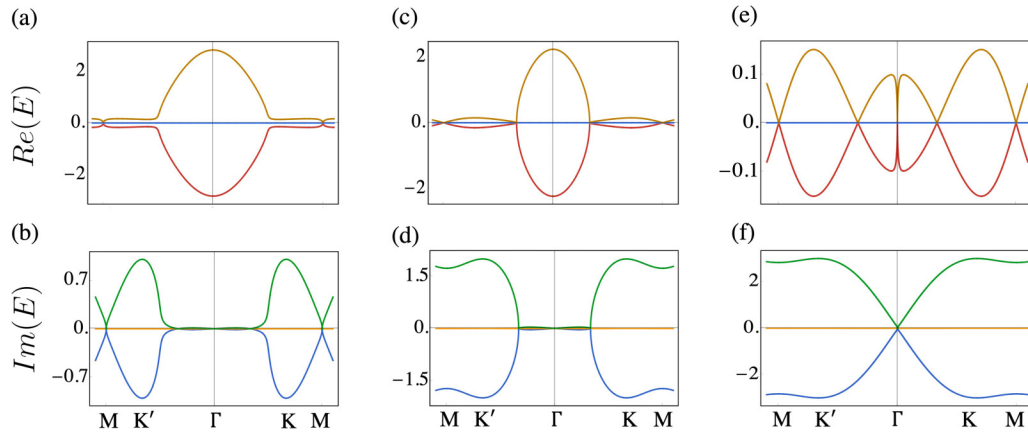 (a)
(c)
(e)
Re(E)
2
0.
−2
2
0.
−2
0.1
0.
−0.1
(b)
(d)
(f)
Im(E)
0.7
0.
−0.7
1.5
0.
−1.5
2
0.
−2
M K′ Γ K M
M K′ Γ K M
M K′ Γ K M